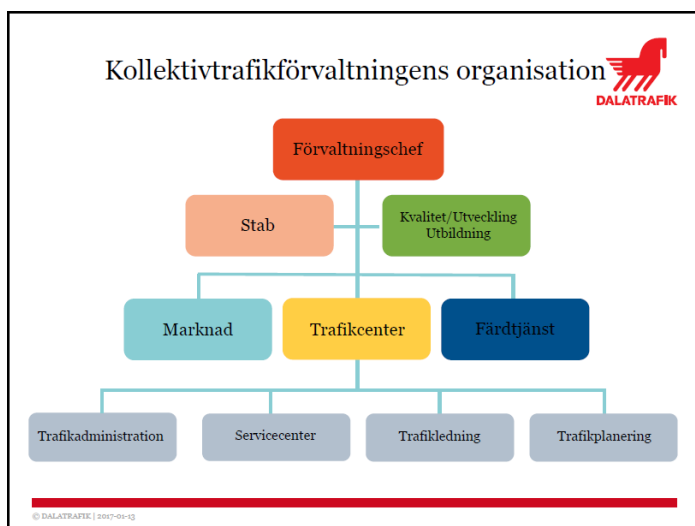 Kollektivtrafikförvaltningens organisation
DALATRAFIK
Förvaltningschef
Stab
Kvalitet/Utveckling
Utbildning
Marknad
Trafikcenter
Färdtjänst
Trafikadministration
Servicecenter
Trafikledning
Trafikplanering
© DALATRAFIK | 2017-01-13